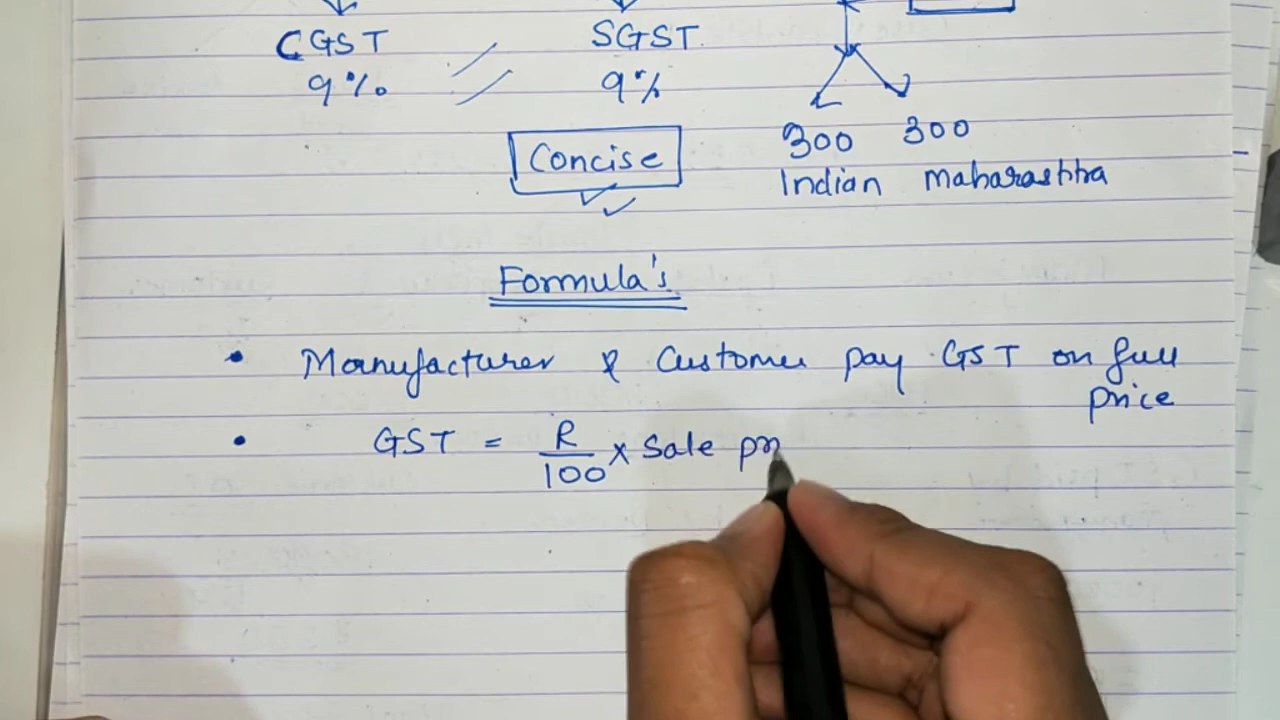 CGST SGST
9% 9%
300 300
Concise
Indian maharashtra
Formula's
• Manufacturer & Customer pay GST on full
price
• GST = R/100 × Sale pri